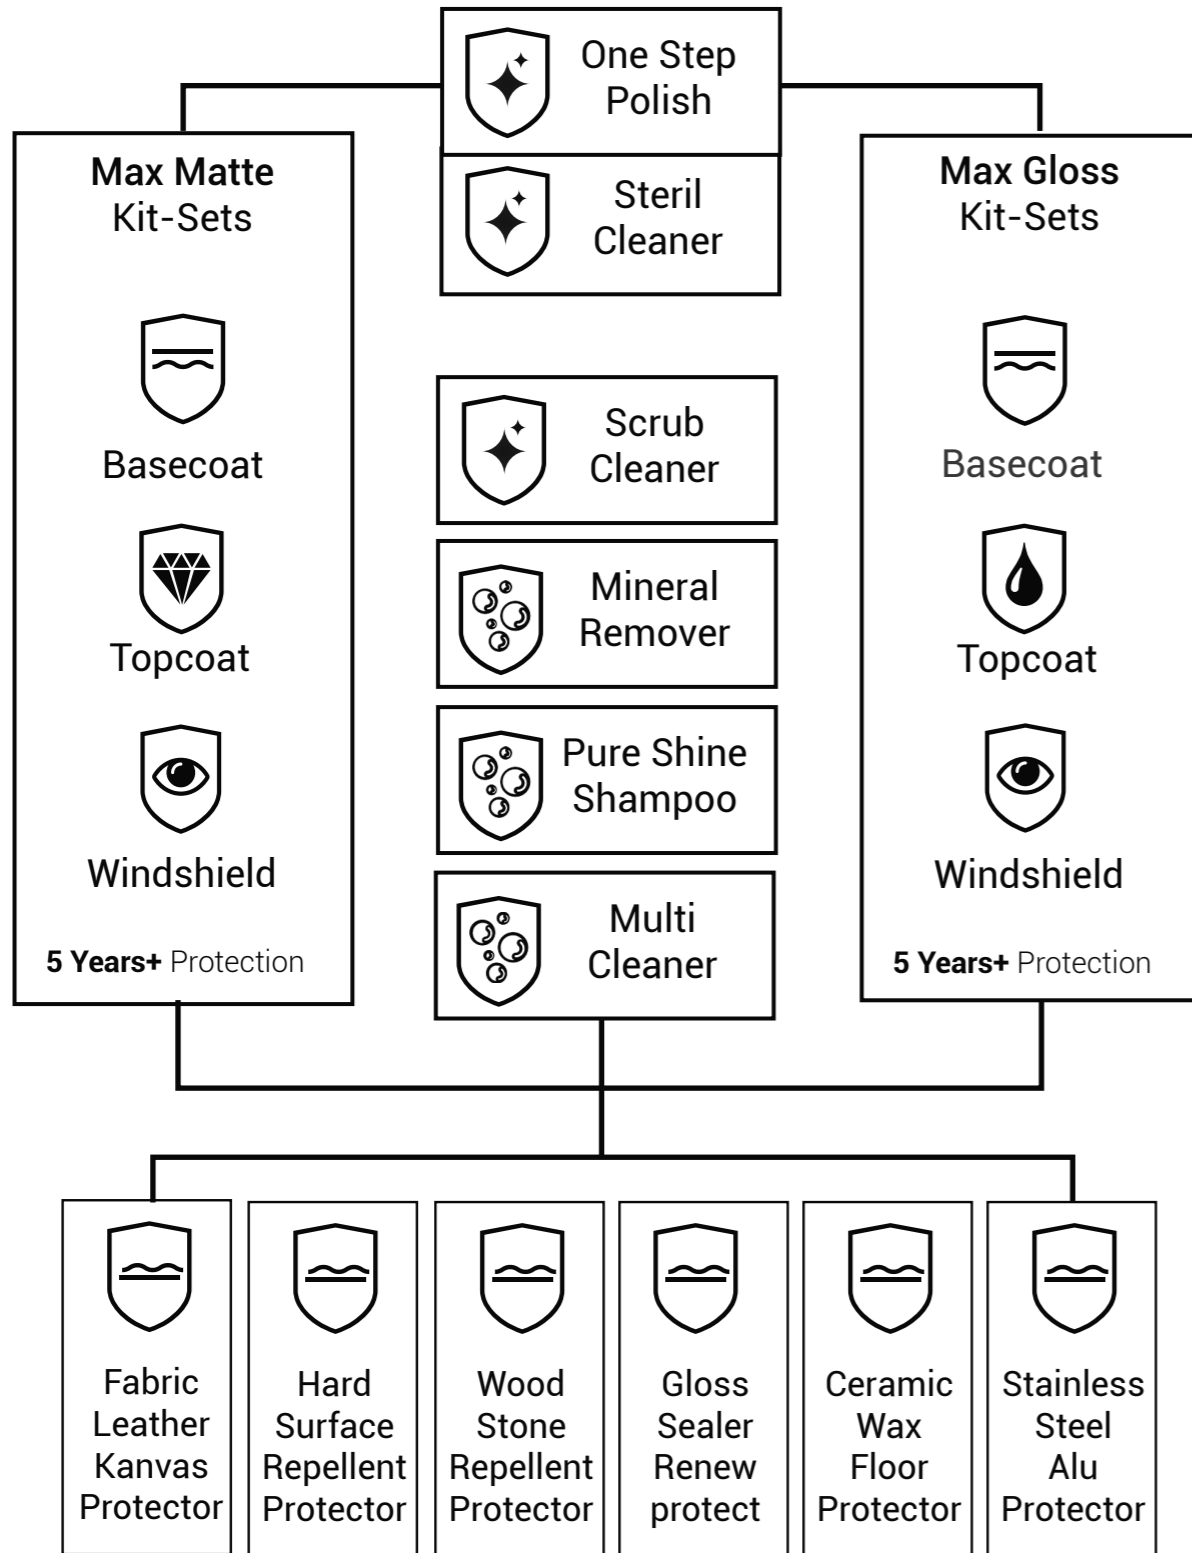 One Step
Polish
Steril
Cleaner
Max Matte
Kit-Sets
Basecoat
Topcoat
Windshield
5 Years+ Protection
Scrub
Cleaner
Mineral
Remover
Pure Shine
Shampoo
Multi
Cleaner
Max Gloss
Kit-Sets
Basecoat
Topcoat
Windshield
5 Years+ Protection
Fabric
Leather
Kanvas
Protector
Hard
Surface
Repellent
Protector
Wood
Stone
Repellent
Protector
Gloss
Sealer
Renew
protect
Ceramic
Wax
Floor
Protector
Stainless
Steel
Alu
Protector